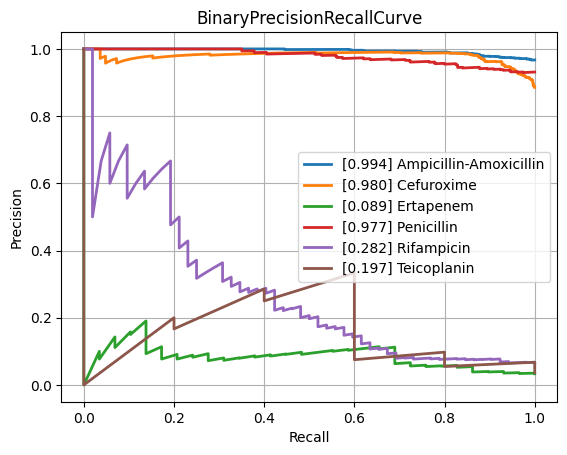 BinaryPrecisionRecallCurve
1.0
0.8
0.6
0.4
0.2
0.0
Precision
[0.994] Ampicillin-Amoxicillin
[0.980] Cefuroxime
[0.089] Ertapenem
[0.977] Penicillin
[0.282] Rifampicin
[0.197] Teicoplanin
0.0 0.2 0.4 0.6 0.8 1.0
Recall